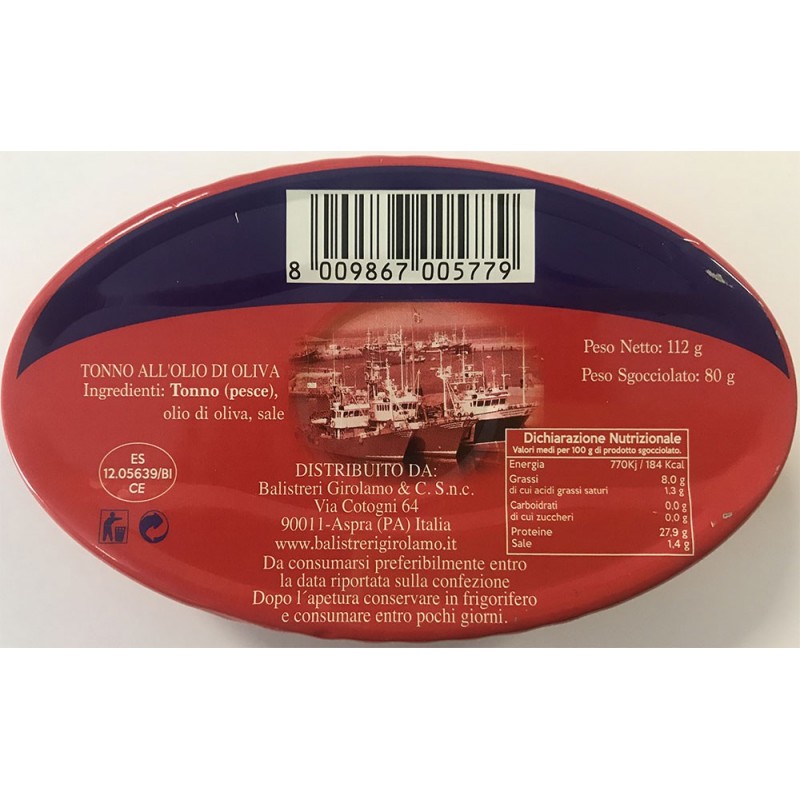 8 009867 005779
TONNO ALL'OLIO DI OLIVA
Ingredienti: Tonno (pesce),
olio di oliva, sale
Peso Netto: 112 g
Peso Sgocciolato: 80 g
ES
12.05639/BI
CE
DISTRIBUITO DA:
Balistreri Girolamo & C. S.n.c.
Via Cotogni 64
90011-Aspra (PA) Italia
www.balistrerigirolamo.it
Da consumarsi preferibilmente entro
la data riportata sulla confezione
Dopo l´apetura conservare in frigorifero
e consumare entro pochi giorni.
Dichiarazione Nutrizionale
Valori medi per 100 g di prodotto sgocciolato.
Energia 770Kj / 184 Kcal
Grassi 8,0 g
di cui acidi grassi saturi 1,3 g
Carboidrati 0,0 g
di cui zuccheri 0,0 g
Proteine 27,9 g
Sale 1,4 g